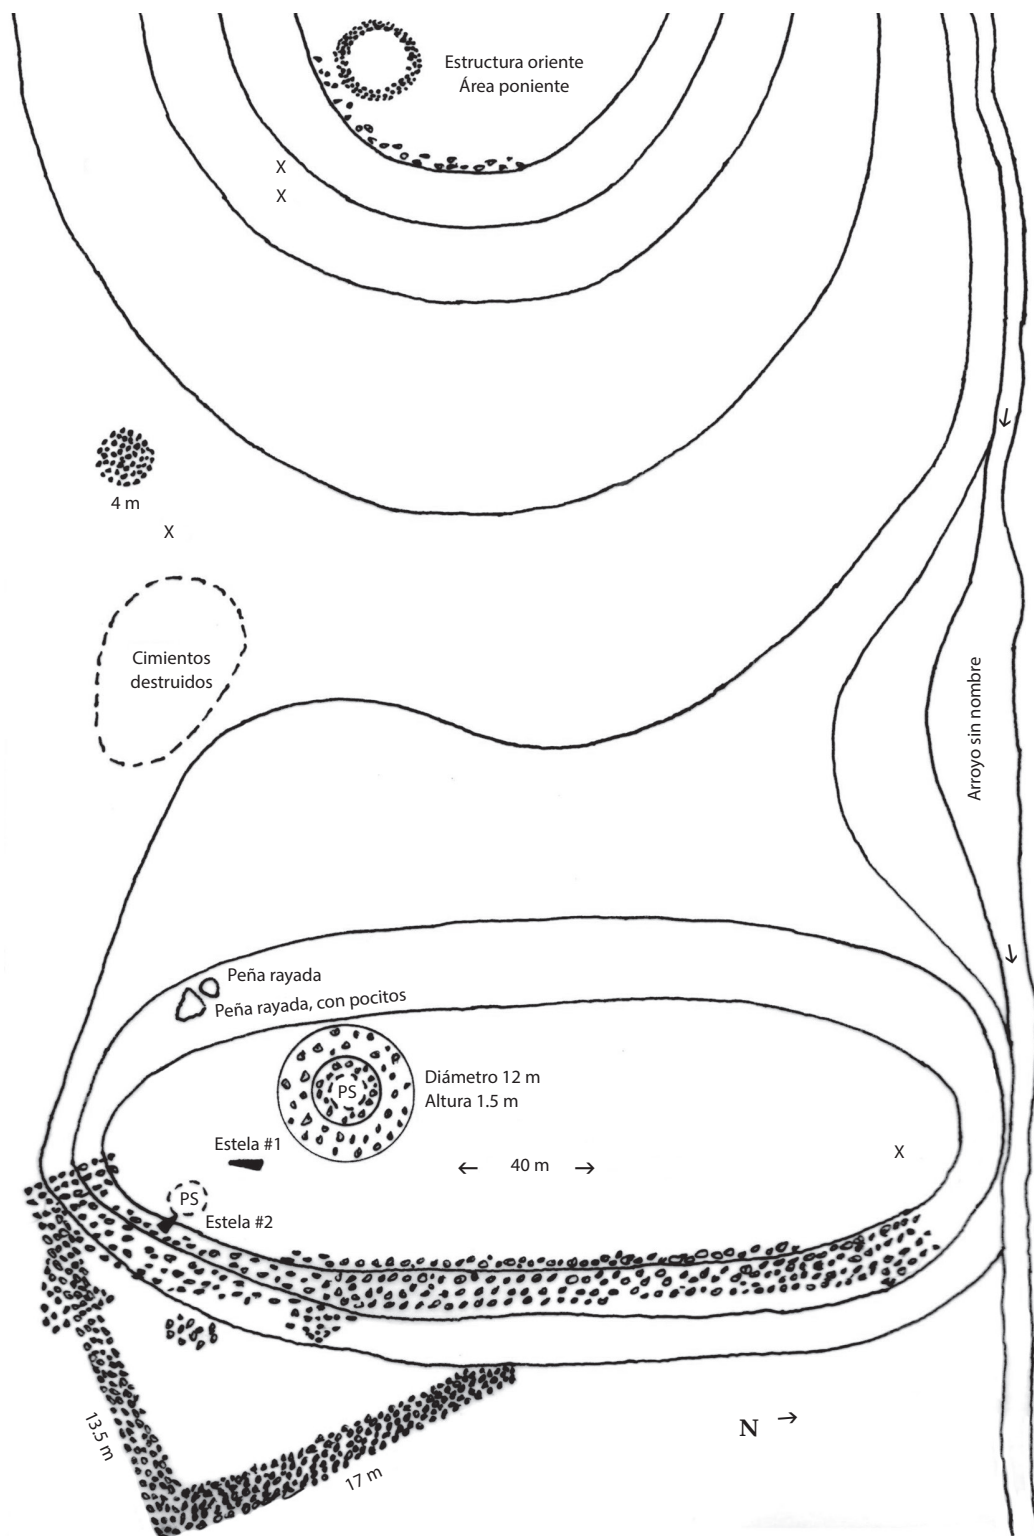 Estructura oriente
Área poniente
X
X
4 m
X
Cimientos
destruidos
Arroyo sin nombre
Peña rayada
Peña rayada, con pocitos
PS
Diámetro 12 m
Altura 1.5 m
Estela #1
← 40 m →
X
PS
Estela #2
13.5 m
17 m
N →